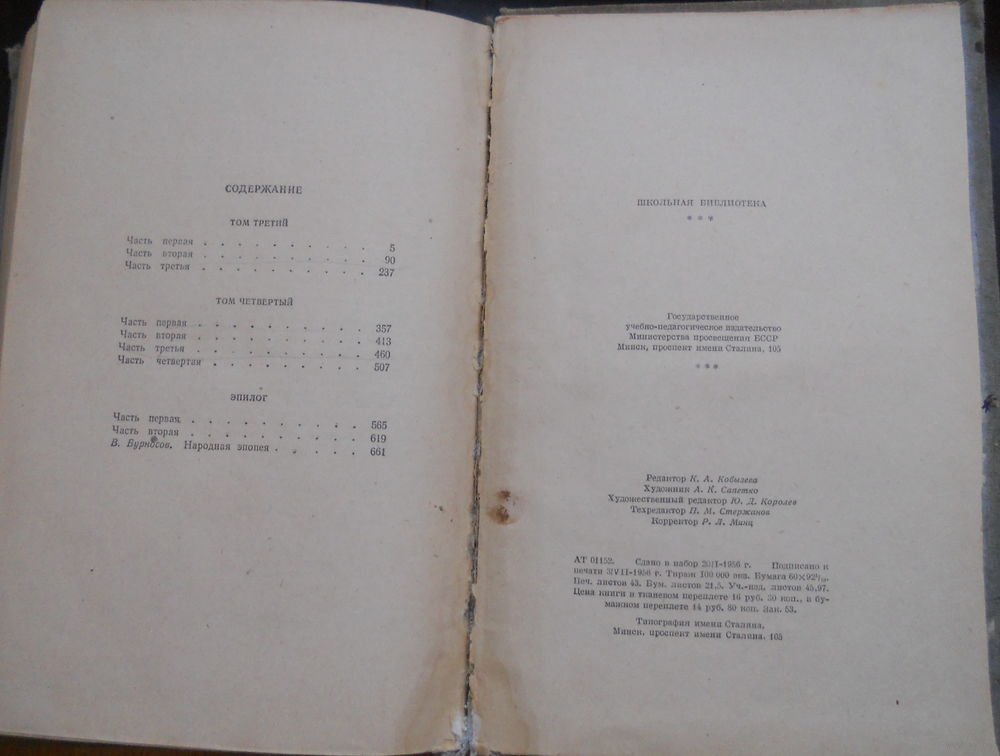 СОДЕРЖАНИЕ
ТОМ ТРЕТИЙ
Часть первая . . . . . . . . . . 5
Часть вторая . . . . . . . . . . 90
Часть третья . . . . . . . . . . 237
ТОМ ЧЕТВЕРТЫЙ
Часть первая . . . . . . . . . . 357
Часть вторая . . . . . . . . . . 413
Часть третья . . . . . . . . . . 460
Часть четвертая . . . . . . . . . 507
ЭПИЛОГ
Часть первая . . . . . . . . . . 565
Часть вторая . . . . . . . . . . 619
В. Бурносов. Народная эпопея . . . . . 661
ШКОЛЬНАЯ БИБЛИОТЕКА
* * *
Государственное
учебно-педагогическое издательство
Министерства просвещения БССР
Минск, проспект имени Сталина, 105
* * *
Редактор К. А. Кобылева
Художник А. К. Сапетко
Художественный редактор Ю. Д. Королев
Техредактор П. М. Стержанов
Корректор Р. Л. Минц
АТ 01152. Сдано в набор 20/I-1956 г. Подписано к
печати 3/VII-1956 г. Тираж 100 000 экз. Бумага 60×92 1/16.
Печ. листов 43. Бум. листов 21,5. Уч.-изд. листов 45,97.
Цена книги в тканевом переплете 16 руб. 30 коп., в бу-
мажном переплете 14 руб. 80 коп. Зак. 53.
Типография имени Сталина,
Минск, проспект имени Сталина, 105